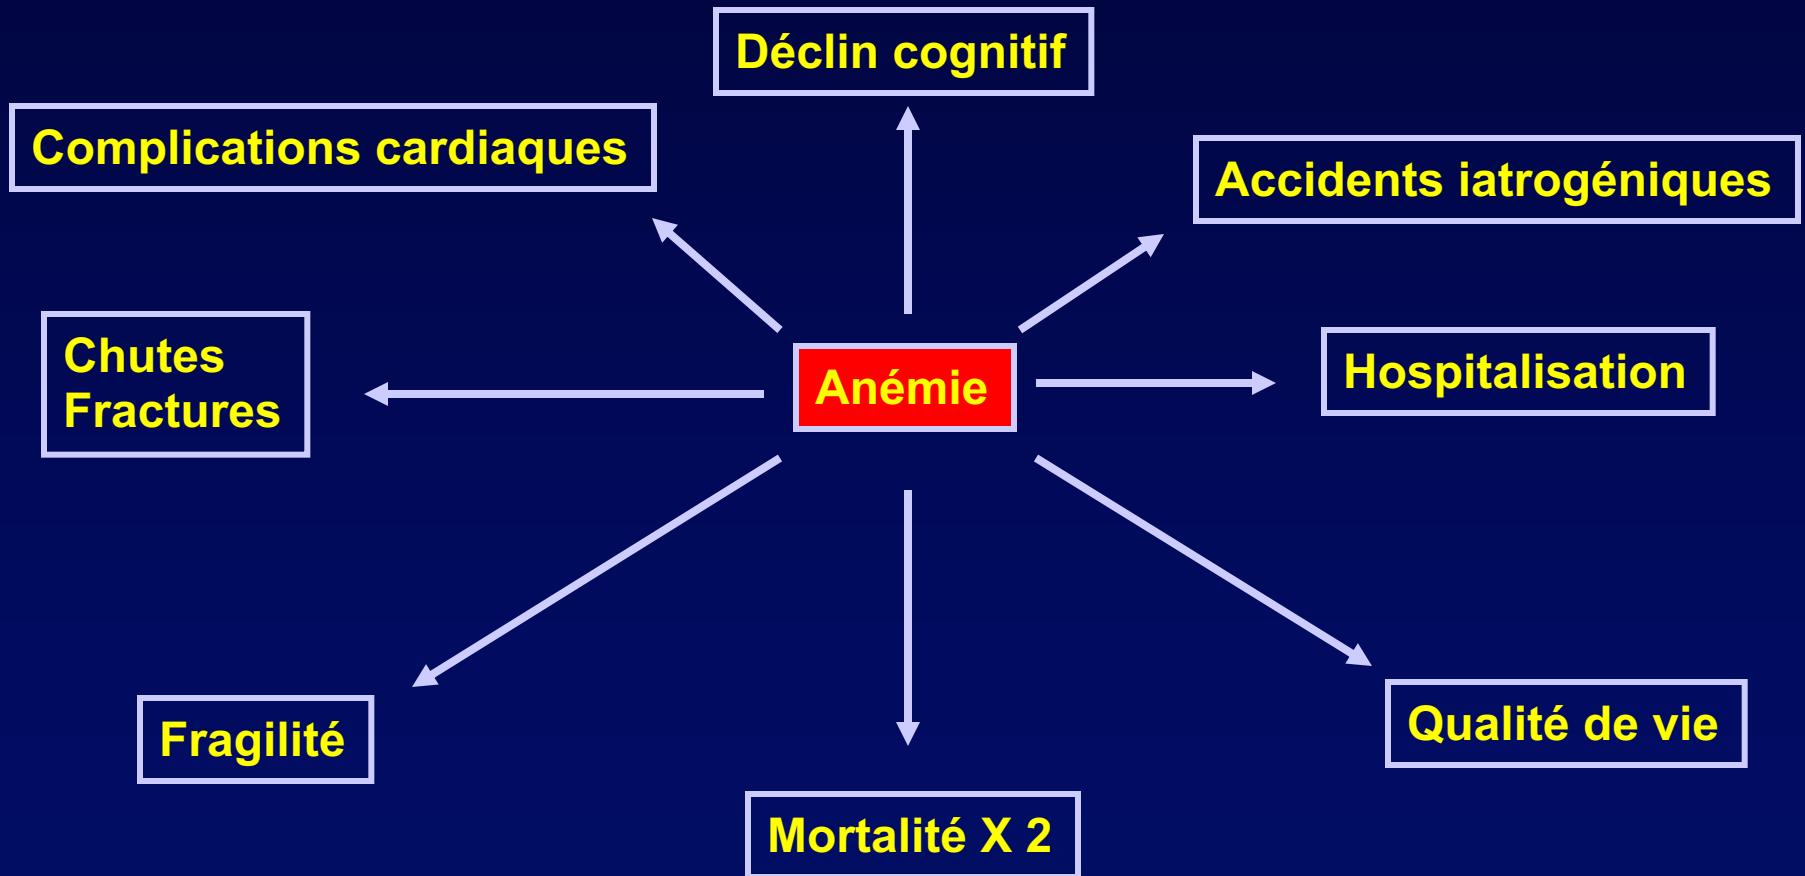 Déclin cognitif
Complications cardiaques
Accidents iatrogéniques
Chutes
Fractures
Anémie
Hospitalisation
Fragilité
Qualité de vie
Mortalité X 2